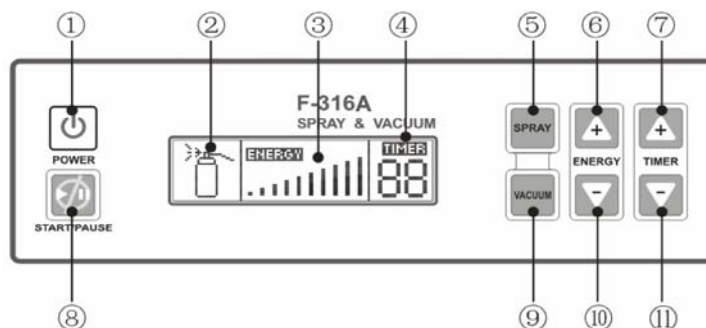 ① ② ③ ④ ⑤ ⑥ ⑦
F-316A
SPRAY & VACUUM
POWER
START/PAUSE
ENERGY
TIMER
88
SPRAY
VACUUM
+
ENERGY
−
+
TIMER
−
⑧ ⑨ ⑩ ⑪